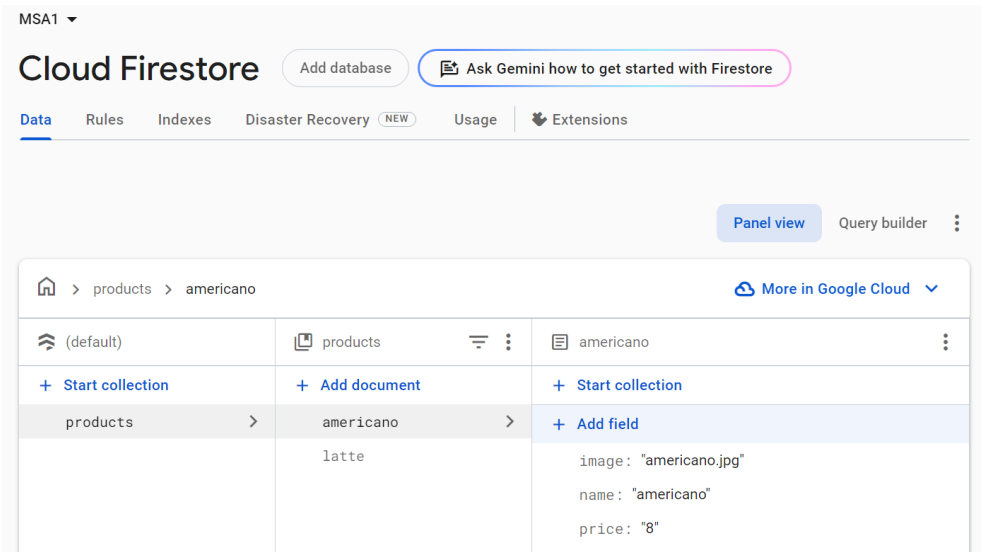 MSA1
Cloud Firestore
Add database
Ask Gemini how to get started with Firestore
Data Rules Indexes Disaster Recovery NEW Usage Extensions
Panel view Query builder
products americano
More in Google Cloud
(default) products americano
+ Start collection + Add document + Start collection
products americano + Add field
latte
image: "americano.jpg"
name: "americano"
price: "8"